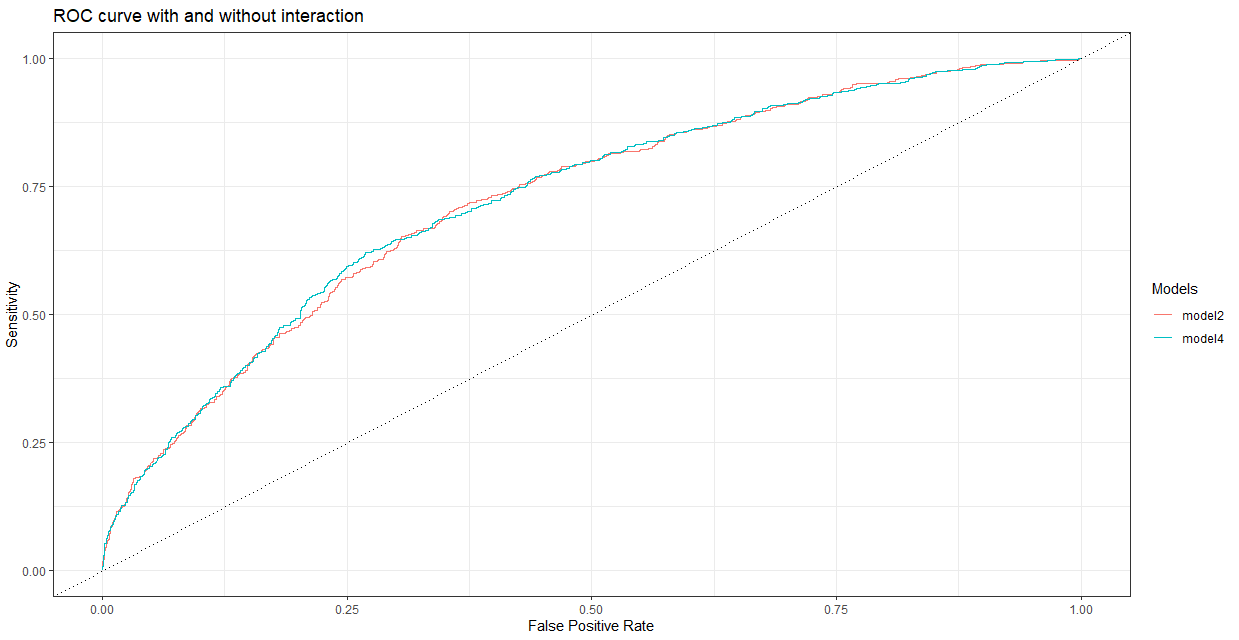 ROC curve with and without interaction
1.00
0.75
0.50
0.25
0.00
Sensitivity
0.00 0.25 0.50 0.75 1.00
False Positive Rate
Models
model2
model4